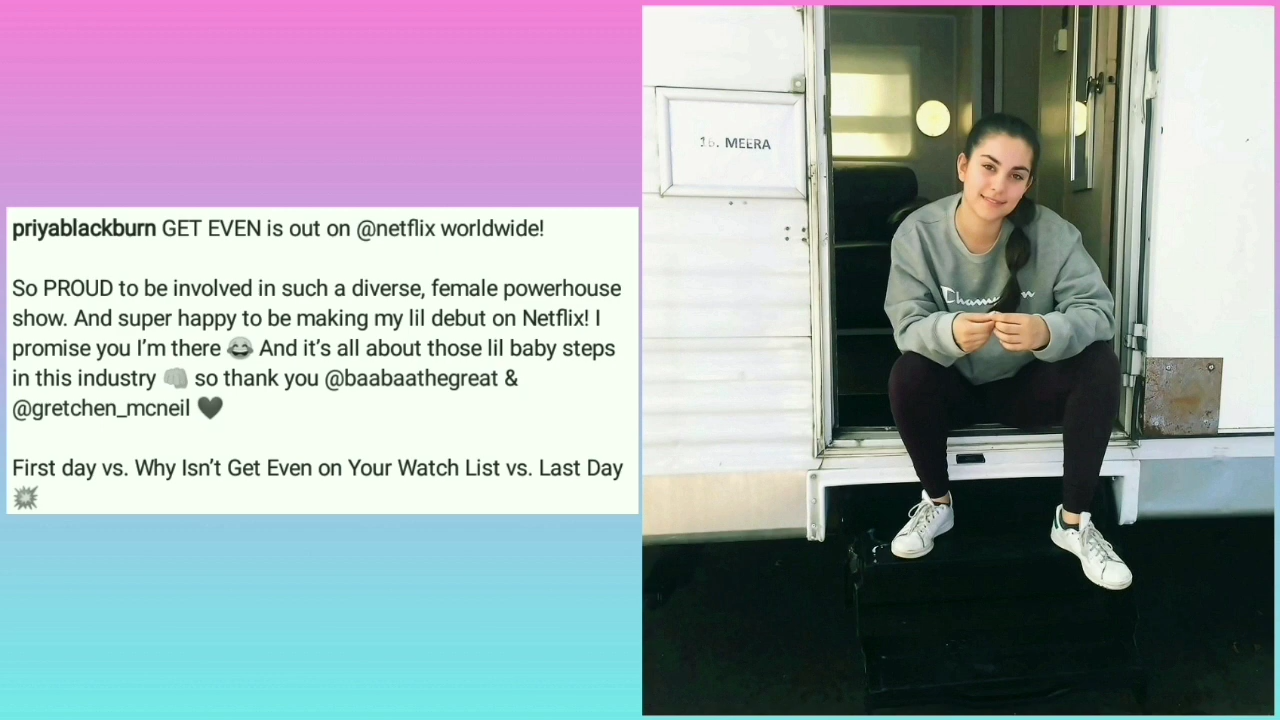 priyablackburn GET EVEN is out on @netflix worldwide!
So PROUD to be involved in such a diverse, female powerhouse
show. And super happy to be making my lil debut on Netflix! I
promise you I’m there 😂 And it’s all about those lil baby steps
in this industry 👊 so thank you @baabaathegreat &
@gretchen_mcneil 🖤
First day vs. Why Isn’t Get Even on Your Watch List vs. Last Day
💥
16. MEERA
Champion